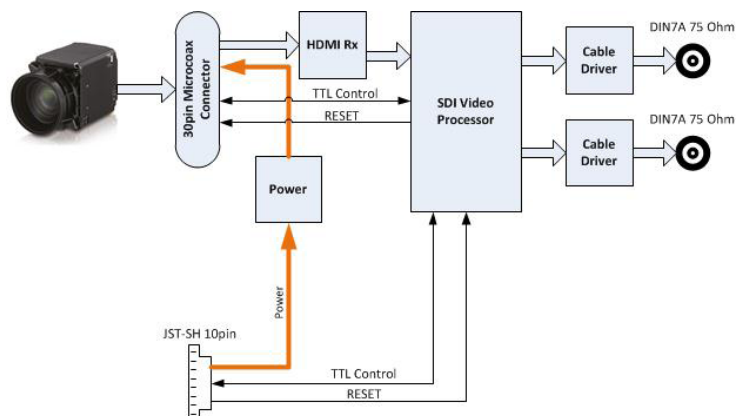 DIN7A 75 Ohm
30pin Microcoax
Connector
HDMI Rx
SDI Video
Processor
Cable
Driver
TTL Control
RESET
DIN7A 75 Ohm
Cable
Driver
Power
Power
JST-SH 10pin
TTL Control
RESET